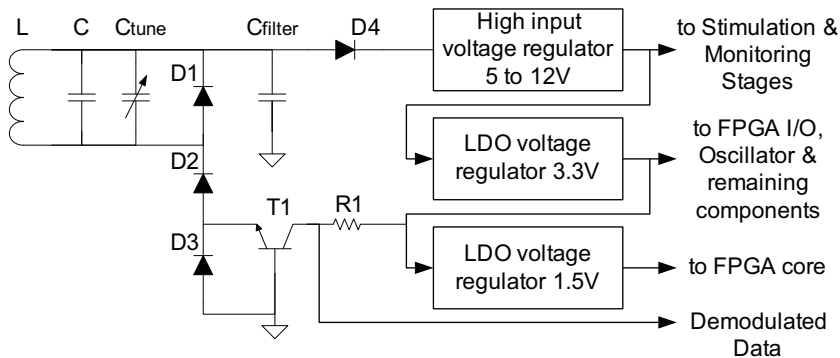 L
C
Ctune
Cfilter
D4
High input
voltage regulator
5 to 12V
to Stimulation &
Monitoring
Stages
D1
D2
LDO voltage
regulator 3.3V
to FPGA I/O,
Oscillator &
remaining
components
T1
R1
D3
LDO voltage
regulator 1.5V
to FPGA core
Demodulated
Data